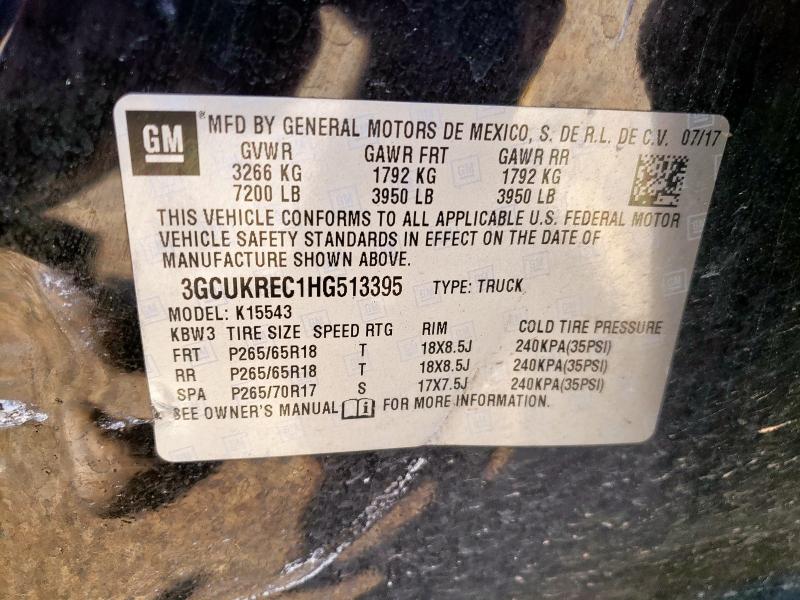 GM® MFD BY GENERAL MOTORS DE MEXICO, S. DE R.L. DE C.V. 07/17
GVWR GAWR FRT GAWR RR
3266 KG 1792 KG 1792 KG
7200 LB 3950 LB 3950 LB
THIS VEHICLE CONFORMS TO ALL APPLICABLE U.S. FEDERAL MOTOR
VEHICLE SAFETY STANDARDS IN EFFECT ON THE DATE OF
MANUFACTURE SHOWN ABOVE.
3GCUKREC1HG513395 TYPE: TRUCK
MODEL: K15543
KBW3 TIRE SIZE SPEED RTG RIM COLD TIRE PRESSURE
FRT P265/65R18 T 18X8.5J 240KPA(35PSI)
RR P265/65R18 T 18X8.5J 240KPA(35PSI)
SPA P265/70R17 S 17X7.5J 240KPA(35PSI)
SEE OWNER'S MANUAL FOR MORE INFORMATION.